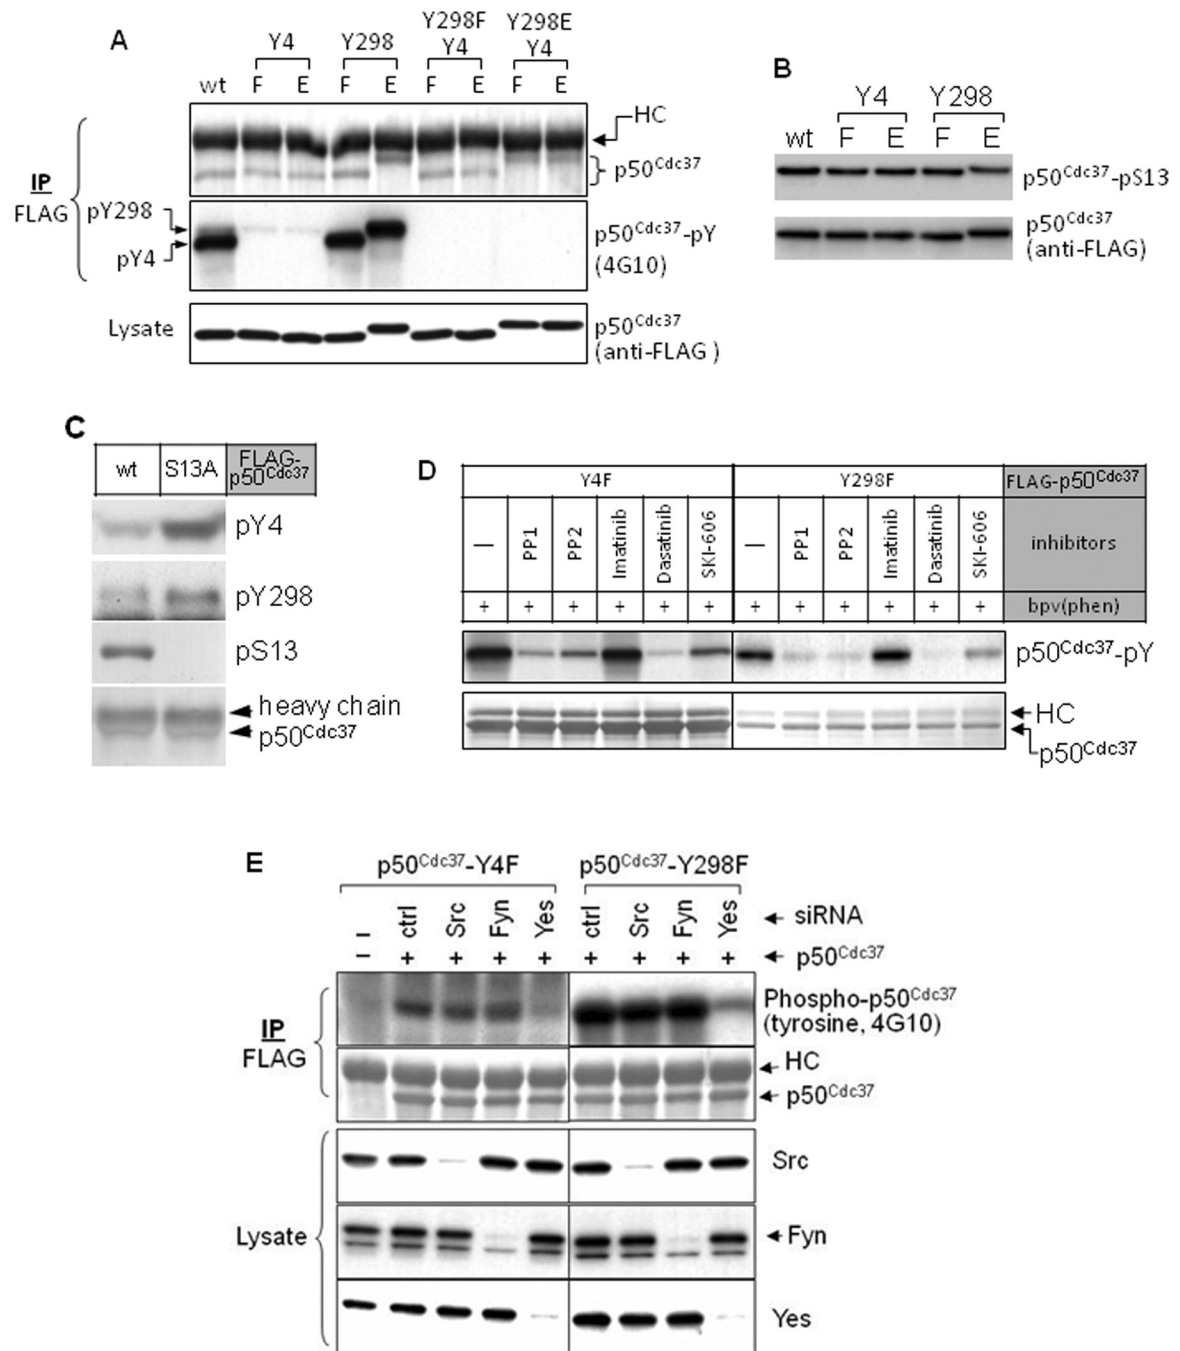 A
Y4 Y298 Y298F Y4 Y298E Y4
wt F E F E F E F E
HC
p50Cdc37
IP
FLAG
pY298
pY4
p50Cdc37-pY
(4G10)
Lysate
p50Cdc37
(anti-FLAG )
B
Y4 Y298
wt F E F E
p50Cdc37-pS13
p50Cdc37
(anti-FLAG)
C
wt S13A FLAG-
p50Cdc37
pY4
pY298
pS13
heavy chain
p50Cdc37
D
Y4F Y298F FLAG-p50Cdc37
— PP1 PP2 Imatinib Dasatinib SKI-606 — PP1 PP2 Imatinib Dasatinib SKI-606 inhibitors
+ + + + + + + + + + + + bpv(phen)
p50Cdc37-pY
HC
p50Cdc37
E
p50Cdc37-Y4F p50Cdc37-Y298F
– ctrl Src Fyn Yes ctrl Src Fyn Yes siRNA
– + + + + + + + + p50Cdc37
IP
FLAG
Phospho-p50Cdc37
(tyrosine, 4G10)
HC
p50Cdc37
Lysate
Src
Fyn
Yes